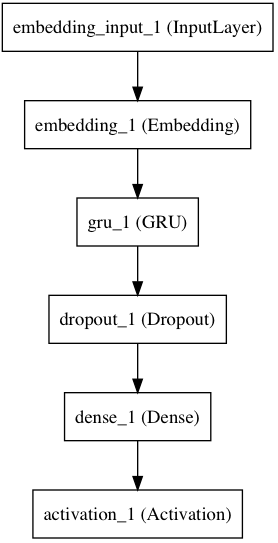 embedding_input_1 (InputLayer)
embedding_1 (Embedding)
gru_1 (GRU)
dropout_1 (Dropout)
dense_1 (Dense)
activation_1 (Activation)